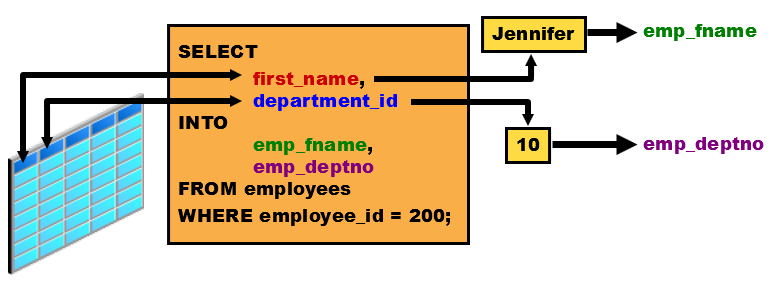 SELECT
first_name,
department_id
INTO
emp_fname,
emp_deptno
FROM employees
WHERE employee_id = 200;
Jennifer
emp_fname
10
emp_deptno